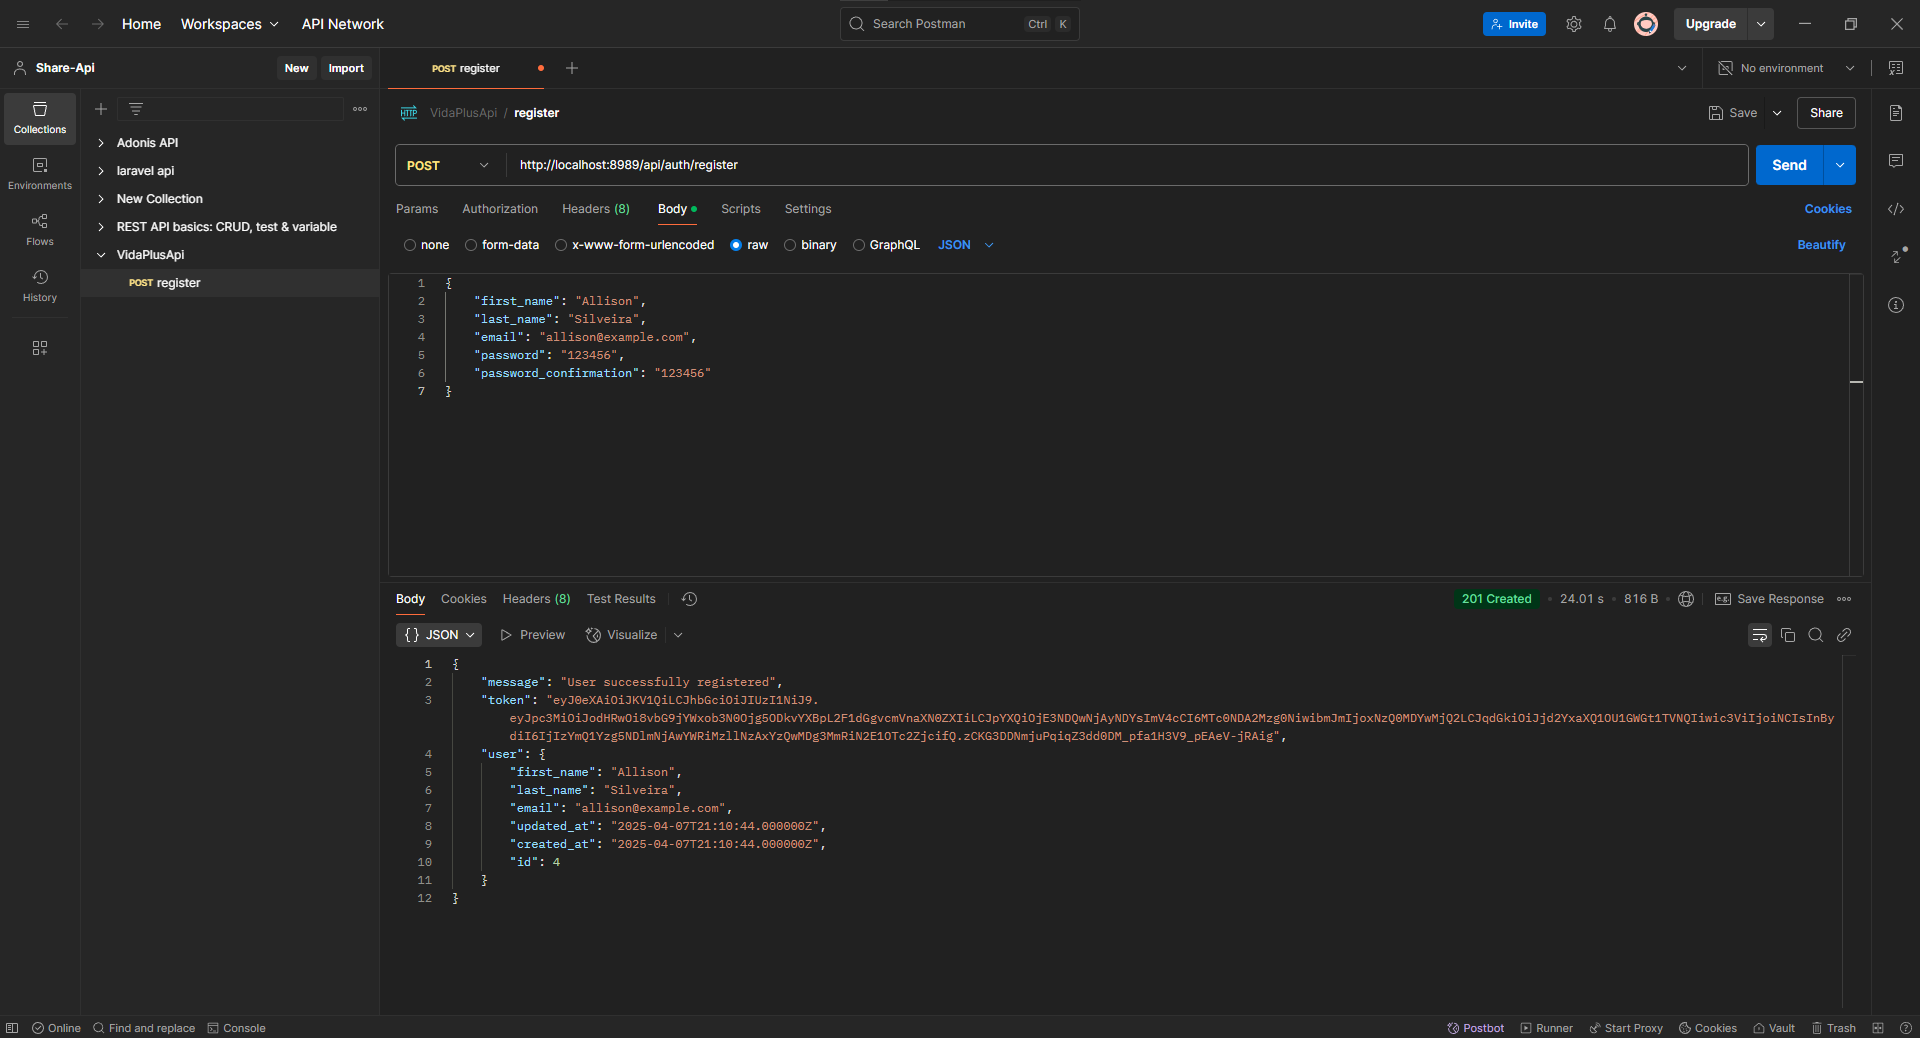 Home Workspaces API Network Search Postman Ctrl K Invite Upgrade
Share-Api New Import POST register No environment
Collections
Environments
Flows
History
Adonis API
laravel api
New Collection
REST API basics: CRUD, test & variable
VidaPlusApi
POST register
HTTP VidaPlusApi / register Save Share
POST http://localhost:8989/api/auth/register Send
Params Authorization Headers (8) Body Scripts Settings Cookies
none form-data x-www-form-urlencoded raw binary GraphQL JSON Beautify
1 {
2 "first_name": "Allison",
3 "last_name": "Silveira",
4 "email": "allison@example.com",
5 "password": "123456",
6 "password_confirmation": "123456"
7 }
Body Cookies Headers (8) Test Results 201 Created 24.01 s 816 B e.g. Save Response
{} JSON Preview Visualize
1 {
2 "message": "User successfully registered",
3 "token": "eyJ0eXAiOiJKV1QiLCJhbGciOiJIUzI1NiJ9.
eyJpc3MiOiJodHRwOi8vbG9jYWxob3N0Ojg5ODkvYXBpL2F1dGgvcmVnaXN0ZXIiLCJpYXQiOjE3NDQwNjAyNDYsImV4cCI6MTc0NDA2Mzg0NiwibmJmIjoxNzQ0MDYwMjQ2LCJqdGkiOiJjd2YxaXQ1OU1GWGt1TVNQIiwic3ViIjoiNCIsInBy
diI6IjIzYmQ1Yzg5NDlmNjAwYWRiMzllNzAxYzQwMDg3MmRiN2E1OTc2ZjcifQ.zCKG3DDNmjuPqiqZ3dd0DM_pfa1H3V9_pEAeV-jRAig",
4 "user": {
5 "first_name": "Allison",
6 "last_name": "Silveira",
7 "email": "allison@example.com",
8 "updated_at": "2025-04-07T21:10:44.000000Z",
9 "created_at": "2025-04-07T21:10:44.000000Z",
10 "id": 4
11 }
12 }
Online Find and replace Console Postbot Runner Start Proxy Cookies Vault Trash